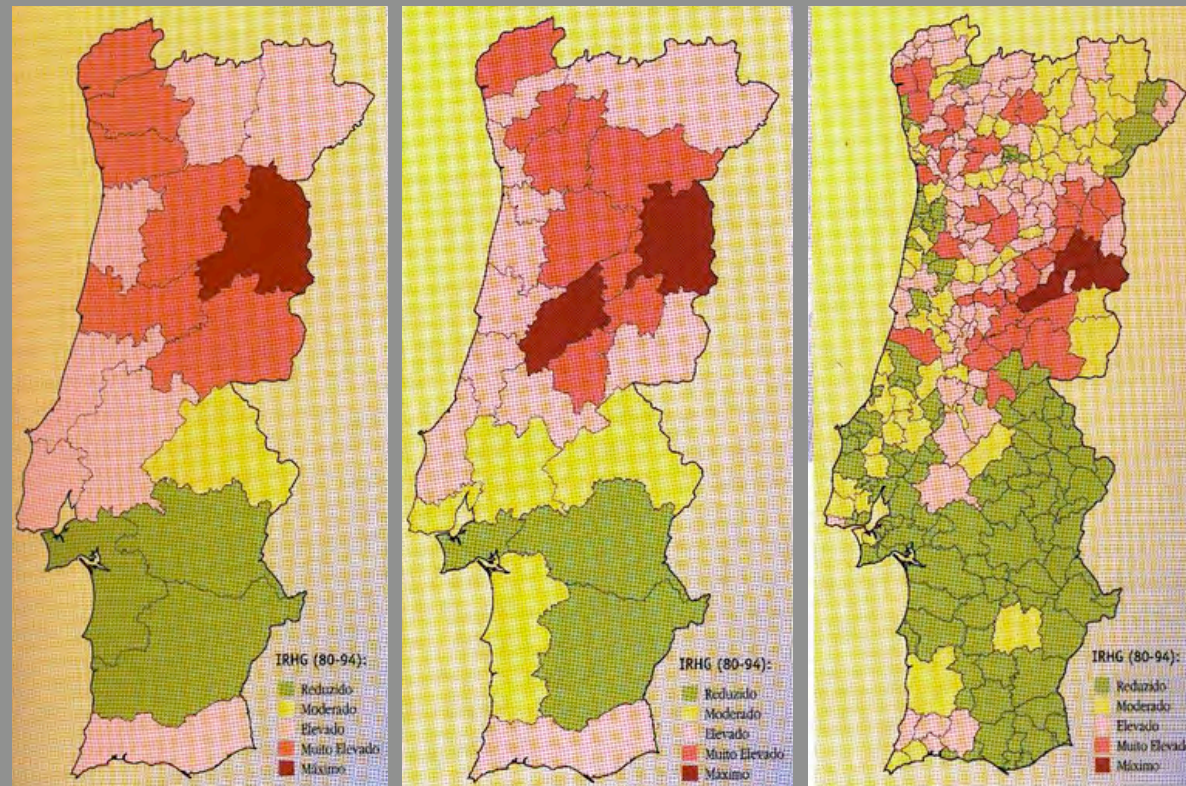 IRHG (80-94):
Reduzido
Moderado
Elevado
Muito Elevado
Máximo
IRHG (80-94):
Reduzido
Moderado
Elevado
Muito Elevado
Máximo
IRHG (80-94):
Reduzido
Moderado
Elevado
Muito Elevad
Máximo